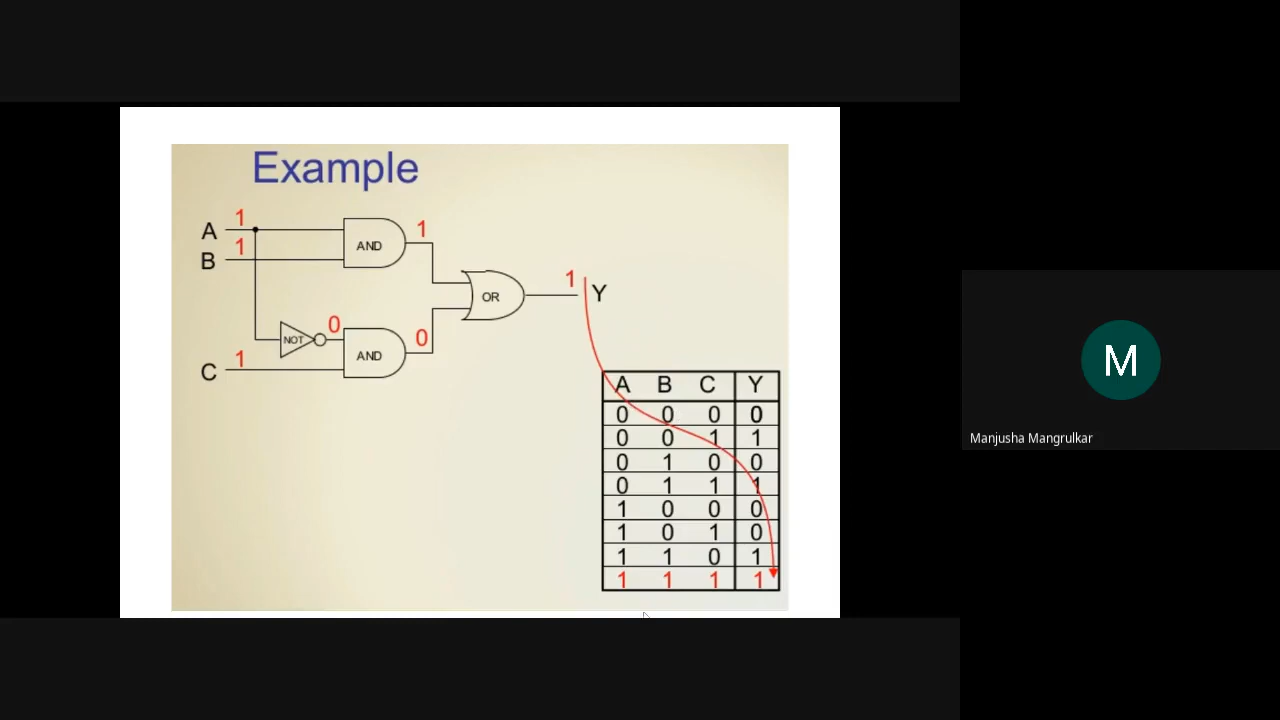 Example
A 1
B 1
AND 1
OR 1 Y
NOT 0
AND 0
C 1
A B C Y
0 0 0 0
0 0 1 1
0 1 0 0
0 1 1 1
1 0 0 0
1 0 1 0
1 1 0 1
1 1 1 1
M
Manjusha Mangrulkar